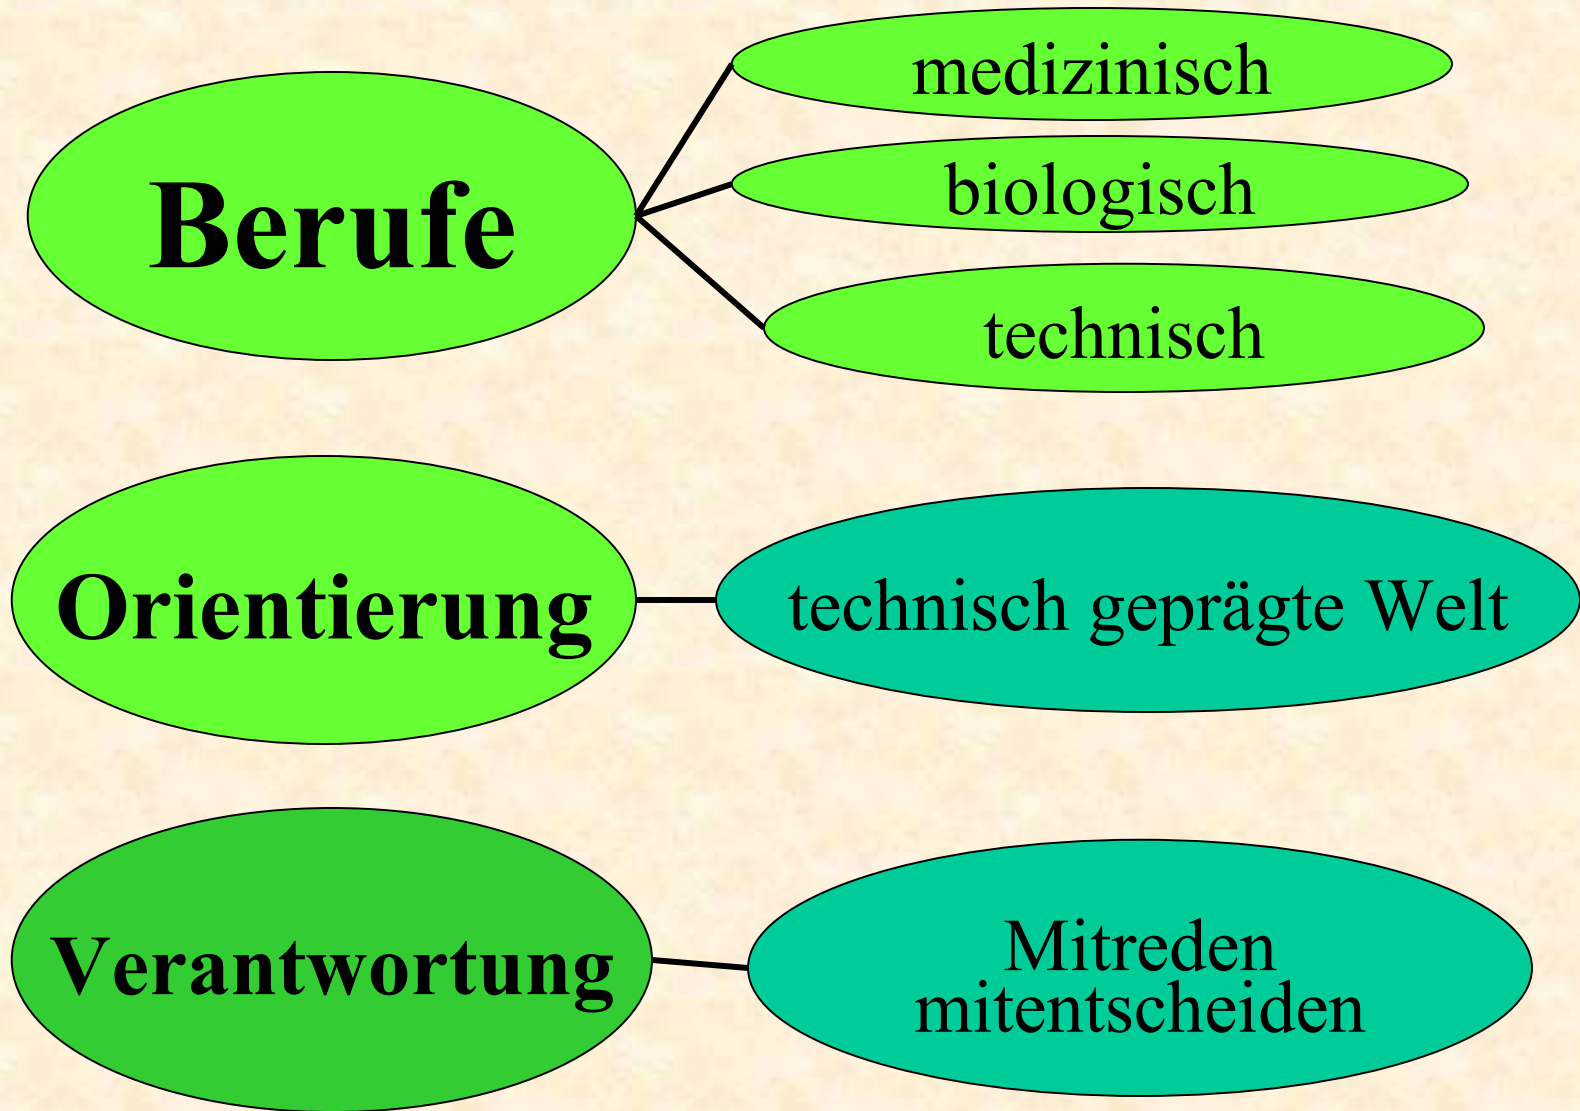 Berufe
medizinisch
biologisch
technisch
Orientierung
technisch geprägte Welt
Verantwortung
Mitreden
mitentscheiden